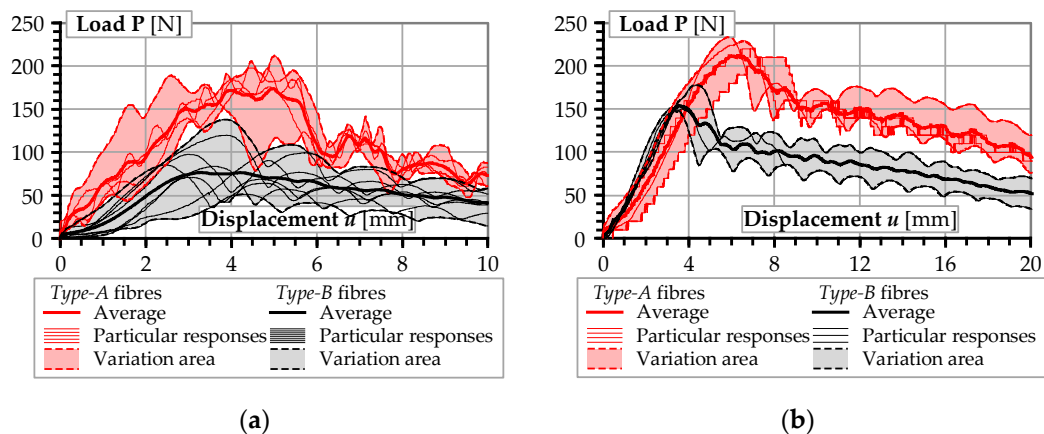 250
200
150
100
50
0
Load P [N]
Displacement u [mm]
0 2 4 6 8 10
Type-A fibres Type-B fibres
Average Average
Particular responses Particular responses
Variation area Variation area
(a)
250
200
150
100
50
0
Load P [N]
Displacement u [mm]
0 4 8 12 16 20
Type-A fibres Type-B fibres
Average Average
Particular responses Particular responses
Variation area Variation area
(b)